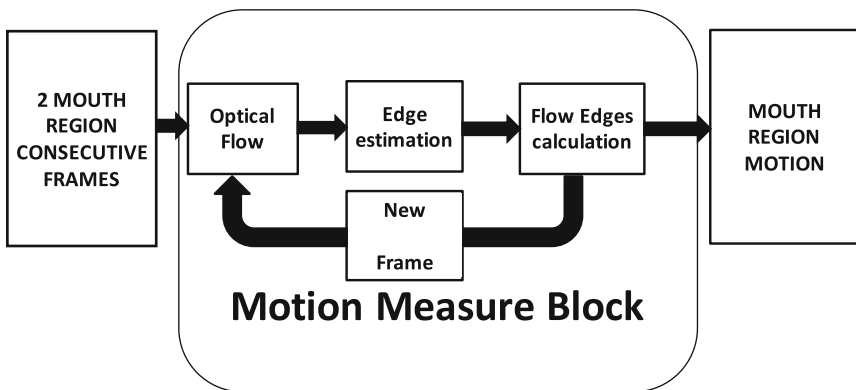 2 MOUTH
REGION
CONSECUTIVE
FRAMES
Optical
Flow
Edge
estimation
Flow Edges
calculation
New
Frame
MOUTH
REGION
MOTION
Motion Measure Block